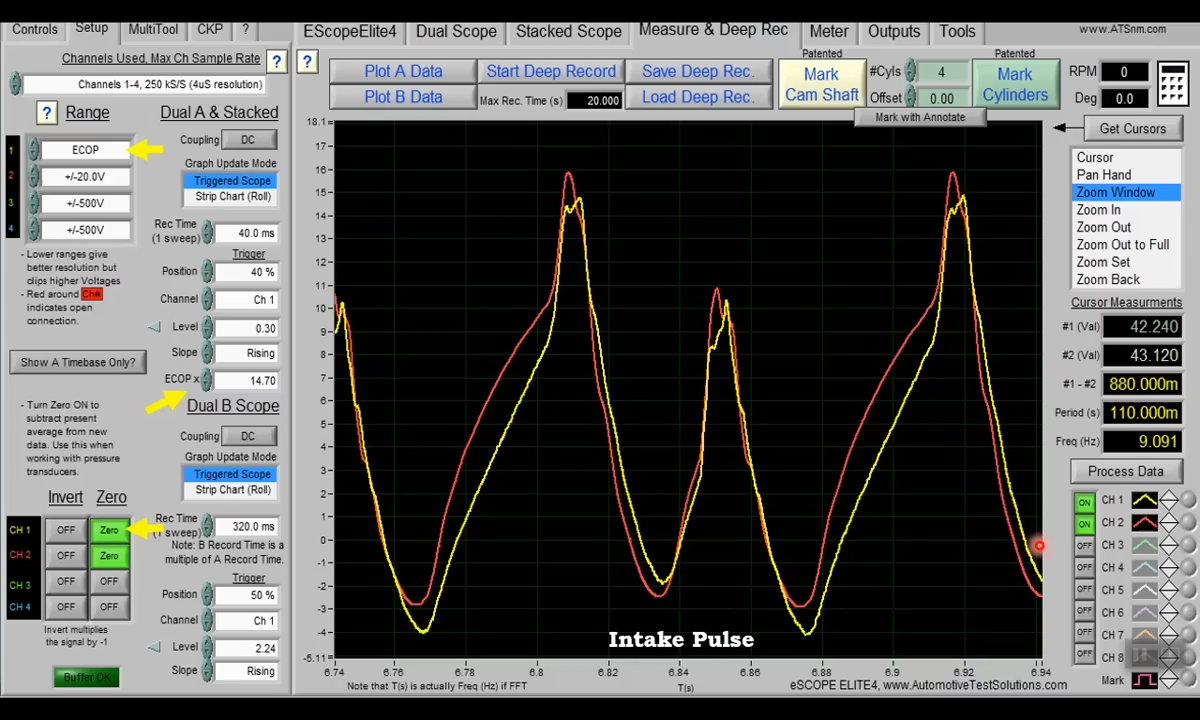 Controls
Setup
MultiTool
CKP
?
EScopeElite4
Dual Scope
Stacked Scope
Measure & Deep Rec
Meter
Outputs
Tools
www.ATSnm.com
Channels Used, Max Ch Sample Rate
?
Channels 1-4, 250 kS/S (4uS resolution)
?
Range
Dual A & Stacked
1
ECOP
2
+/-20.0V
3
+/-500V
4
+/-500V
- Lower ranges give
better resolution but
clips higher Voltages
- Red around Ch#
indicates open
connection.
Coupling
DC
Graph Update Mode
Triggered Scope
Strip Chart (Roll)
Rec Time
(1 sweep)
40.0 ms
Trigger
Position
40 %
Channel
Ch 1
Level
0.30
Slope
Rising
ECOP x
14.70
Show A Timebase Only?
- Turn Zero ON to
subtract present
average from new
data. Use this when
working with pressure
transducers.
Dual B Scope
Coupling
DC
Graph Update Mode
Triggered Scope
Strip Chart (Roll)
Rec Time
(1 sweep)
320.0 ms
Note: B Record Time is a
multiple of A Record Time.
Trigger
Position
50 %
Channel
Ch 1
Level
2.24
Slope
Rising
Invert
Zero
CH 1
OFF
Zero
CH 2
OFF
Zero
CH 3
OFF
OFF
CH 4
OFF
OFF
Invert multiplies
the signal by -1
Buffer OK
?
Plot A Data
Plot B Data
Start Deep Record
Max Rec. Time (s)
20.000
Save Deep Rec.
Load Deep Rec.
Patented
Mark
Cam Shaft
#Cyls
4
Offset
0.00
Patented
Mark
Cylinders
Mark with Annotate
RPM
0
Deg
0.0
Get Cursors
Cursor
Pan Hand
Zoom Window
Zoom In
Zoom Out
Zoom Out to Full
Zoom Set
Zoom Back
Cursor Measurments
#1 (Val)
42.240
#2 (Val)
43.120
#1 - #2
880.000m
Period (s)
110.000m
Freq (Hz)
9.091
Process Data
ON
CH 1
ON
CH 2
OFF
CH 3
OFF
CH 4
OFF
CH 5
OFF
CH 6
OFF
CH 7
OFF
CH 8
Mark
18.1
17
16
15
14
13
12
11
10
9
8
7
6
5
4
3
2
1
0
-1
-2
-3
-4
-5.11
Intake Pulse
6.74
6.76
6.78
6.8
6.82
6.84
6.86
6.88
6.9
6.92
6.94
Note that T(s) is actually Freq (Hz) if FFT
T(s)
eSCOPE ELITE4, www.AutomotiveTestSolutions.com